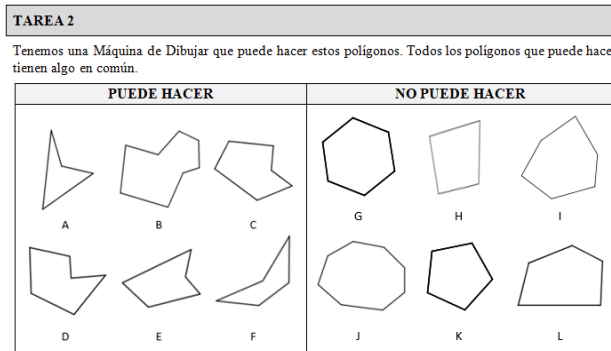 TAREA 2
Tenemos una Máquina de Dibujar que puede hacer estos polígonos. Todos los polígonos que puede hace
tienen algo en común.
PUEDE HACER NO PUEDE HACER
A B C G H I
D E F J K L